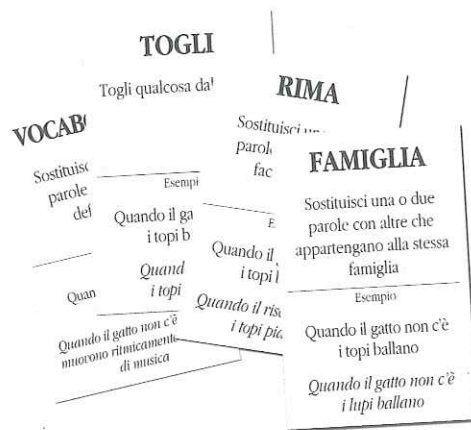 VOCAB
Sostituisc
parole
def
Quan
Quando il gatto non c'è
muovono ritmicamente
di musica
TOGLI
Togli qualcosa dal
Esempi
Quando il ga
i topi b
Quand
i topi
RIMA
Sostituisci
parol
fac
E
Quando il
i topi
Quando il ris
i topi pia
FAMIGLIA
Sostituisci una o due
parole con altre che
appartengano alla stessa
famiglia
Esempio
Quando il gatto non c'è
i topi ballano
Quando il gatto non c'è
i lupi ballano